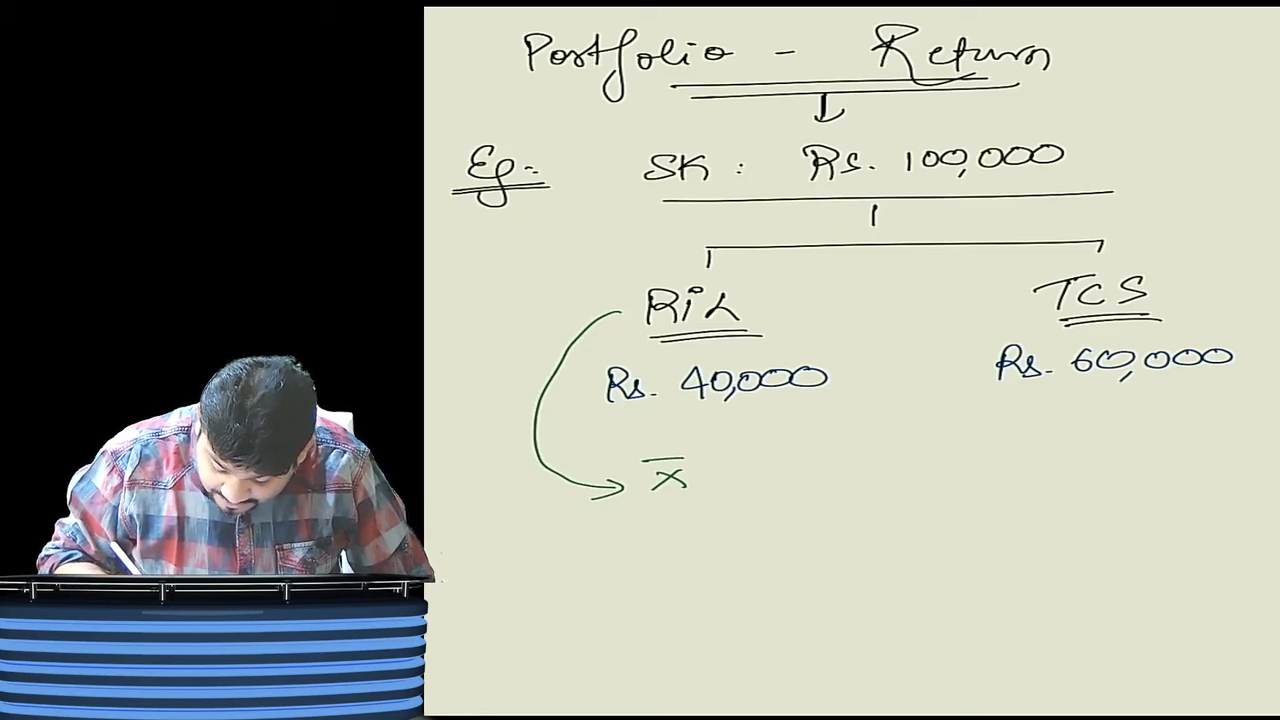 Portfolio - Return
Eg:- SK : Rs. 100,000
RiL TCS
Rs. 40,000 Rs. 60,000
x̄